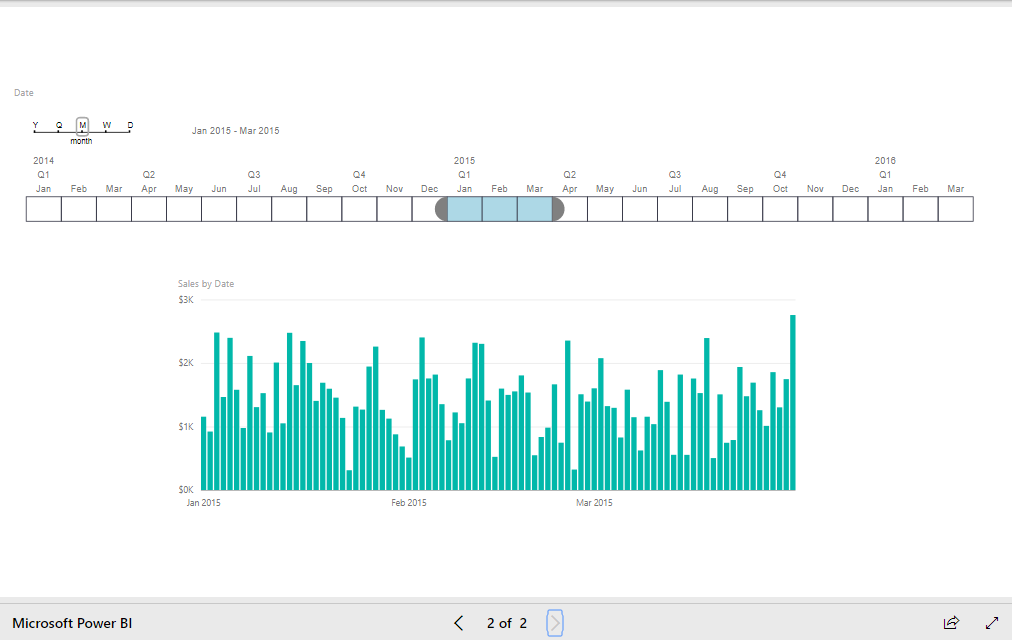 Date
Y Q M W D
month
Jan 2015 - Mar 2015
2014 2015 2016
Q1 Q2 Q3 Q4 Q1 Q2 Q3 Q4 Q1
Jan Feb Mar Apr May Jun Jul Aug Sep Oct Nov Dec Jan Feb Mar Apr May Jun Jul Aug Sep Oct Nov Dec Jan Feb Mar
Sales by Date
$3K
$2K
$1K
$0K
Jan 2015 Feb 2015 Mar 2015
Microsoft Power BI 2 of 2